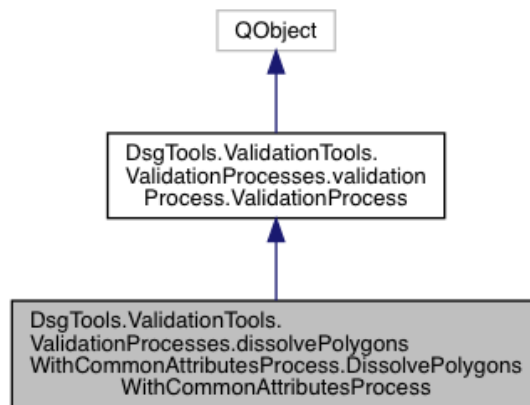 QObject
DsgTools.ValidationTools.
ValidationProcesses.validation
Process.ValidationProcess
DsgTools.ValidationTools.
ValidationProcesses.dissolvePolygons
WithCommonAttributesProcess.DissolvePolygons
WithCommonAttributesProcess